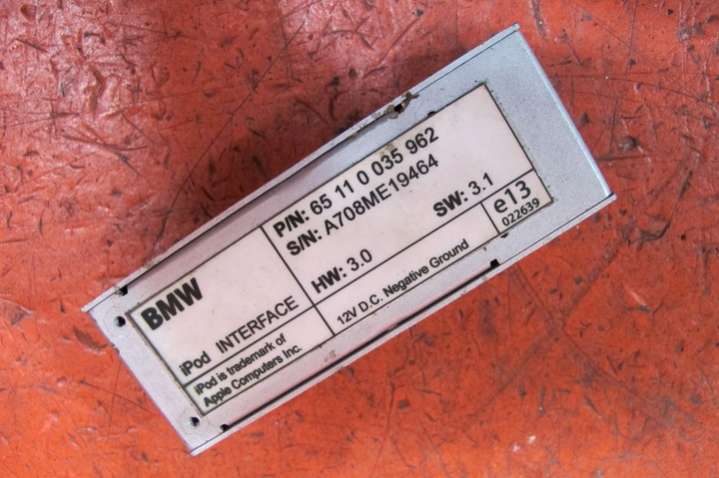 BMW
iPod INTERFACE
iPod is trademark of
Apple Computers Inc.
P/N: 65 11 0 035 962
S/N: A708ME19464
HW: 3.0 SW: 3.1
12V D.C. Negative Ground
e13
022639